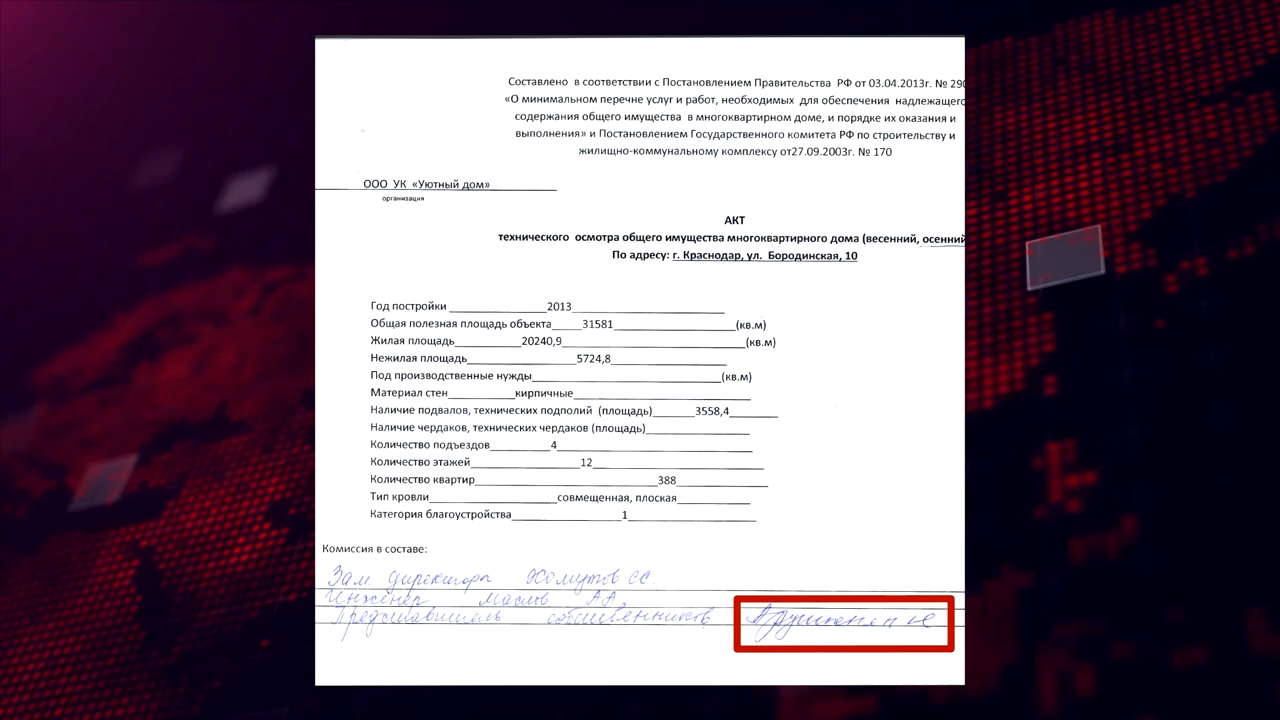 Составлено в соответствии с Постановлением Правительства РФ от 03.04.2013г. № 290
«О минимальном перечне услуг и работ, необходимых для обеспечения надлежащего
содержания общего имущества в многоквартирном доме, и порядке их оказания и
выполнения» и Постановлением Государственного комитета РФ по строительству и
жилищно-коммунальному комплексу от27.09.2003г. № 170
ООО УК «Уютный дом»
организация
АКТ
технического осмотра общего имущества многоквартирного дома (весенний, осенний
По адресу: г. Краснодар, ул. Бородинская, 10
Год постройки 2013
Общая полезная площадь объекта 31581 (кв.м)
Жилая площадь 20240,9 (кв.м)
Нежилая площадь 5724,8
Под производственные нужды (кв.м)
Материал стен кирпичные
Наличие подвалов, технических подполий (площадь) 3558,4
Наличие чердаков, технических чердаков (площадь)
Количество подъездов 4
Количество этажей 12
Количество квартир 388
Тип кровли совмещенная, плоская
Категория благоустройства 1
Комиссия в составе:
Зам директора Хомутов СС
Инженер Маслов АА
Представитель собственников